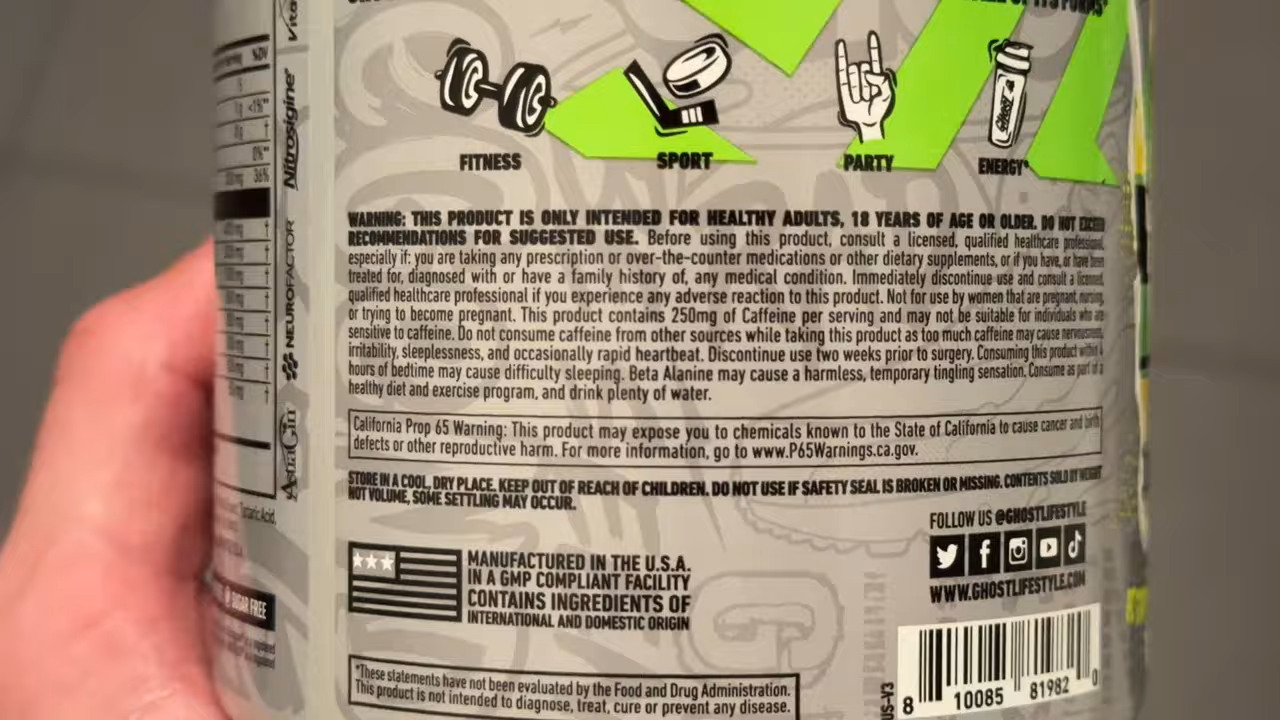 %DV
<1%**
†
†
0%**
36%
Nitrosigine®
NEUROFACTOR
AstraGin
Tartaric Acid,
SUGAR FREE
FITNESS
SPORT
PARTY
ENERGY*
WARNING: THIS PRODUCT IS ONLY INTENDED FOR HEALTHY ADULTS, 18 YEARS OF AGE OR OLDER. DO NOT EXCEED
RECOMMENDATIONS FOR SUGGESTED USE. Before using this product, consult a licensed, qualified healthcare professional,
especially if: you are taking any prescription or over-the-counter medications or other dietary supplements, or if you have, or have been
treated for, diagnosed with or have a family history of, any medical condition. Immediately discontinue use and consult a licensed,
qualified healthcare professional if you experience any adverse reaction to this product. Not for use by women that are pregnant, nursing,
or trying to become pregnant. This product contains 250mg of Caffeine per serving and may not be suitable for individuals who are
sensitive to caffeine. Do not consume caffeine from other sources while taking this product as too much caffeine may cause nervousness,
irritability, sleeplessness, and occasionally rapid heartbeat. Discontinue use two weeks prior to surgery. Consuming this product within 4
hours of bedtime may cause difficulty sleeping. Beta Alanine may cause a harmless, temporary tingling sensation. Consume as part of a
healthy diet and exercise program, and drink plenty of water.
California Prop 65 Warning: This product may expose you to chemicals known to the State of California to cause cancer and birth
defects or other reproductive harm. For more information, go to www.P65Warnings.ca.gov.
STORE IN A COOL, DRY PLACE. KEEP OUT OF REACH OF CHILDREN. DO NOT USE IF SAFETY SEAL IS BROKEN OR MISSING. CONTENTS SOLD BY WEIGHT
NOT VOLUME, SOME SETTLING MAY OCCUR.
MANUFACTURED IN THE U.S.A.
IN A GMP COMPLIANT FACILITY
CONTAINS INGREDIENTS OF
INTERNATIONAL AND DOMESTIC ORIGIN
FOLLOW US @GHOSTLIFESTYLE
WWW.GHOSTLIFESTYLE.COM
*These statements have not been evaluated by the Food and Drug Administration.
This product is not intended to diagnose, treat, cure or prevent any disease.
US-V3
8 10085 81982 0